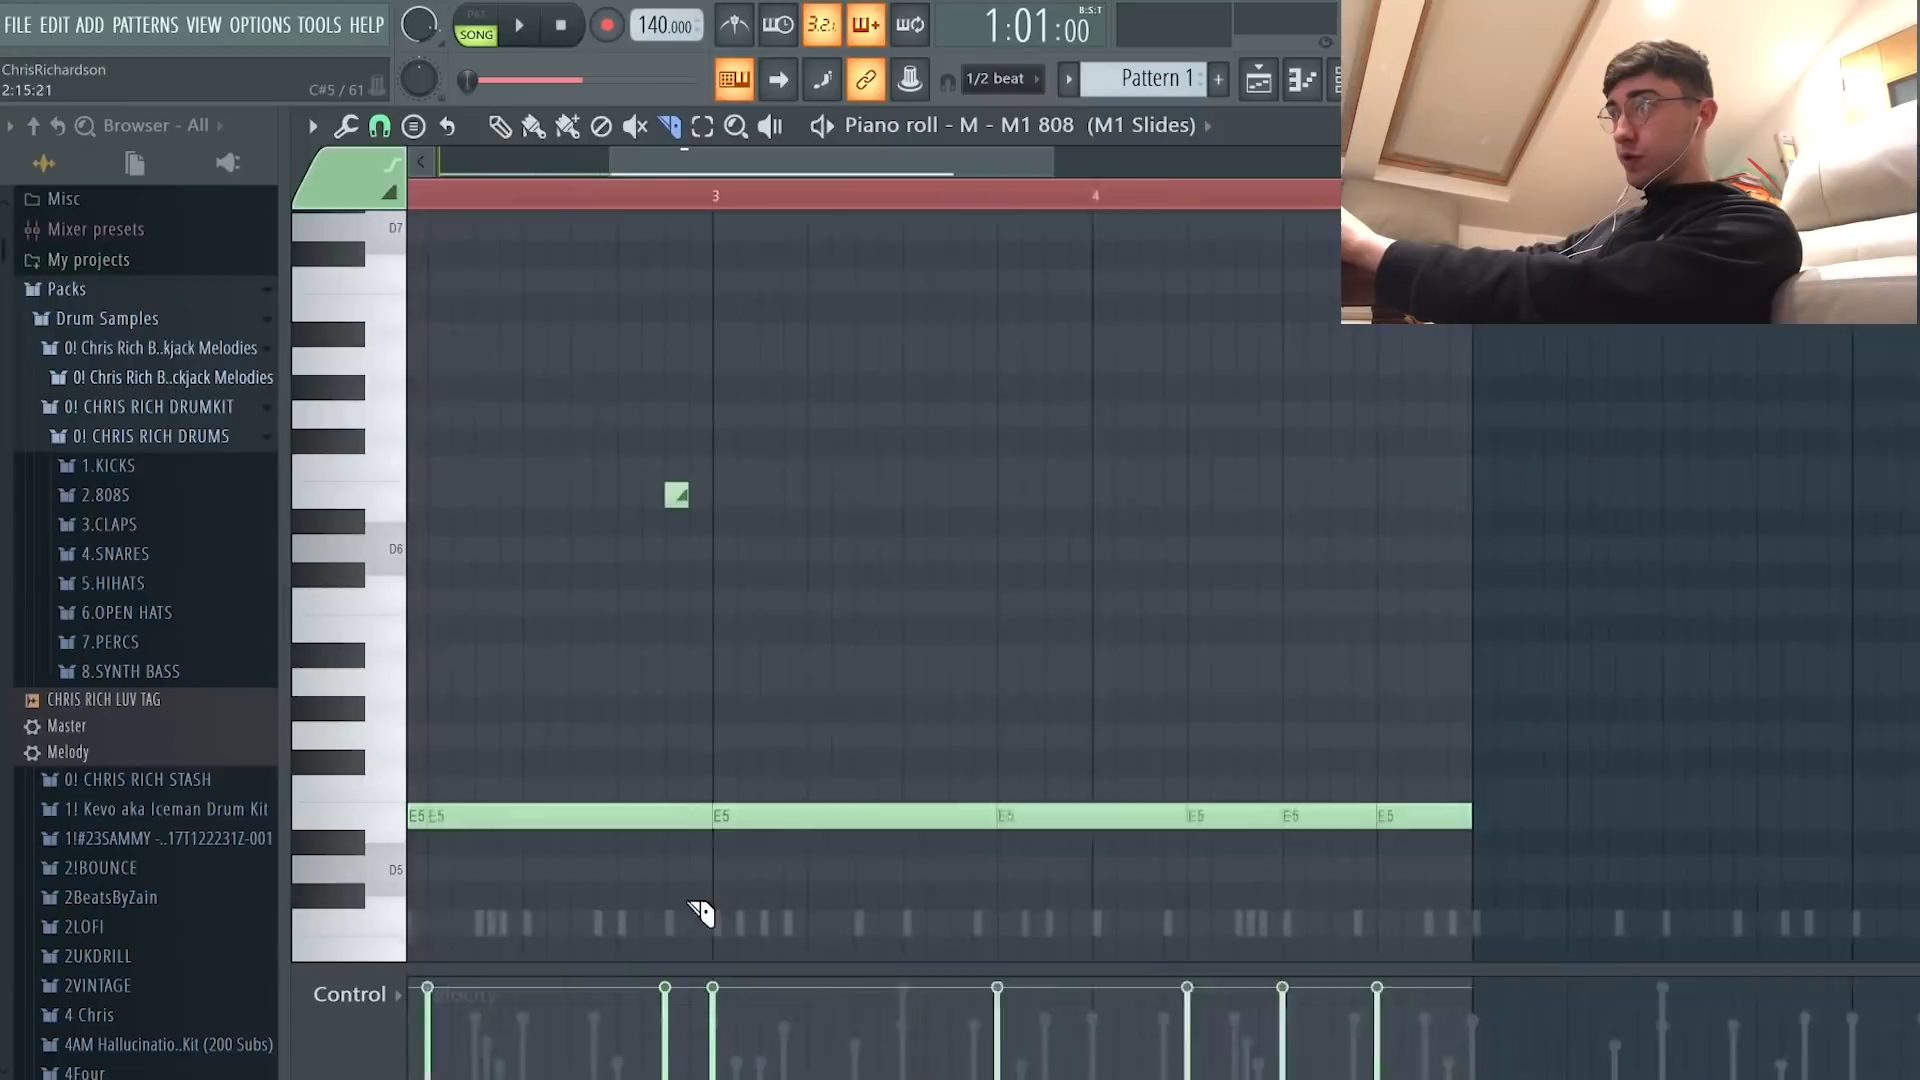 FILE EDIT ADD PATTERNS VIEW OPTIONS TOOLS HELP
PAT
SONG
140.000
3.2
1:01:00
B:S:T
ChrisRichardson
2:15:21
C#5 / 61
1/2 beat
Pattern 1
+
Browser - All
Piano roll - M - M1 808 (M1 Slides)
3
4
Misc
Mixer presets
My projects
Packs
Drum Samples
0! Chris Rich B..kjack Melodies
0! Chris Rich B..ckjack Melodies
0! CHRIS RICH DRUMKIT
0! CHRIS RICH DRUMS
1.KICKS
2.808S
3.CLAPS
4.SNARES
5.HIHATS
6.OPEN HATS
7.PERCS
8.SYNTH BASS
CHRIS RICH LUV TAG
Master
Melody
0! CHRIS RICH STASH
1! Kevo aka Iceman Drum Kit
1!#23SAMMY -..17T122231Z-001
2!BOUNCE
2BeatsByZain
2LOFI
2UKDRILL
2VINTAGE
4 Chris
4AM Hallucinatio..Kit (200 Subs)
4Four
D7
D6
D5
E5 E5 E5 E5 E5 E5 E5
Control